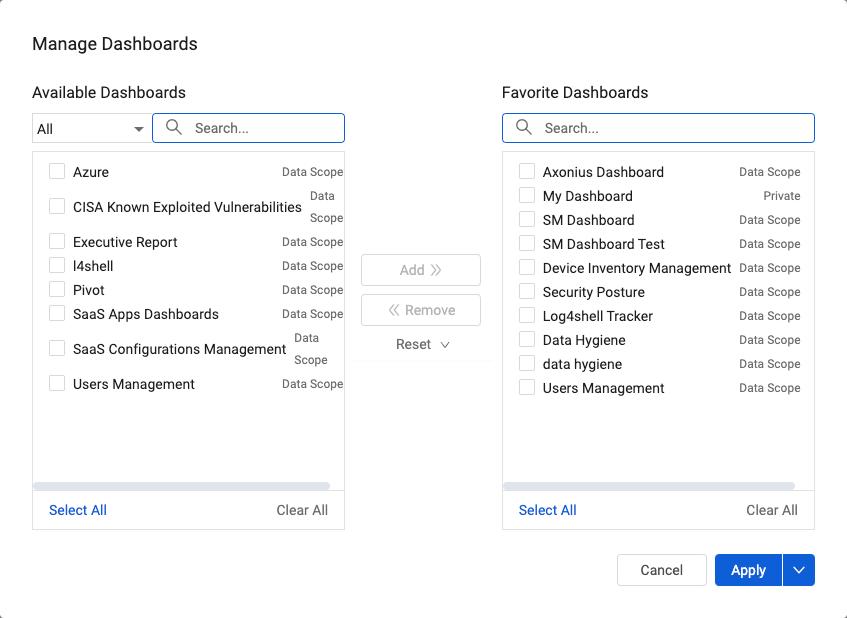 Manage Dashboards
Available Dashboards
All
Search...
Azure Data Scope
CISA Known Exploited Vulnerabilities Data
Scope
Executive Report Data Scope
l4shell Data Scope
Pivot Data Scope
SaaS Apps Dashboards Data Scope
SaaS Configurations Management Data
Scope
Users Management Data Scope
Select All Clear All
Add
Remove
Reset
Favorite Dashboards
Search...
Axonius Dashboard Data Scope
My Dashboard Private
SM Dashboard Data Scope
SM Dashboard Test Data Scope
Device Inventory Management Data Scope
Security Posture Data Scope
Log4shell Tracker Data Scope
Data Hygiene Data Scope
data hygiene Data Scope
Users Management Data Scope
Select All Clear All
Cancel
Apply